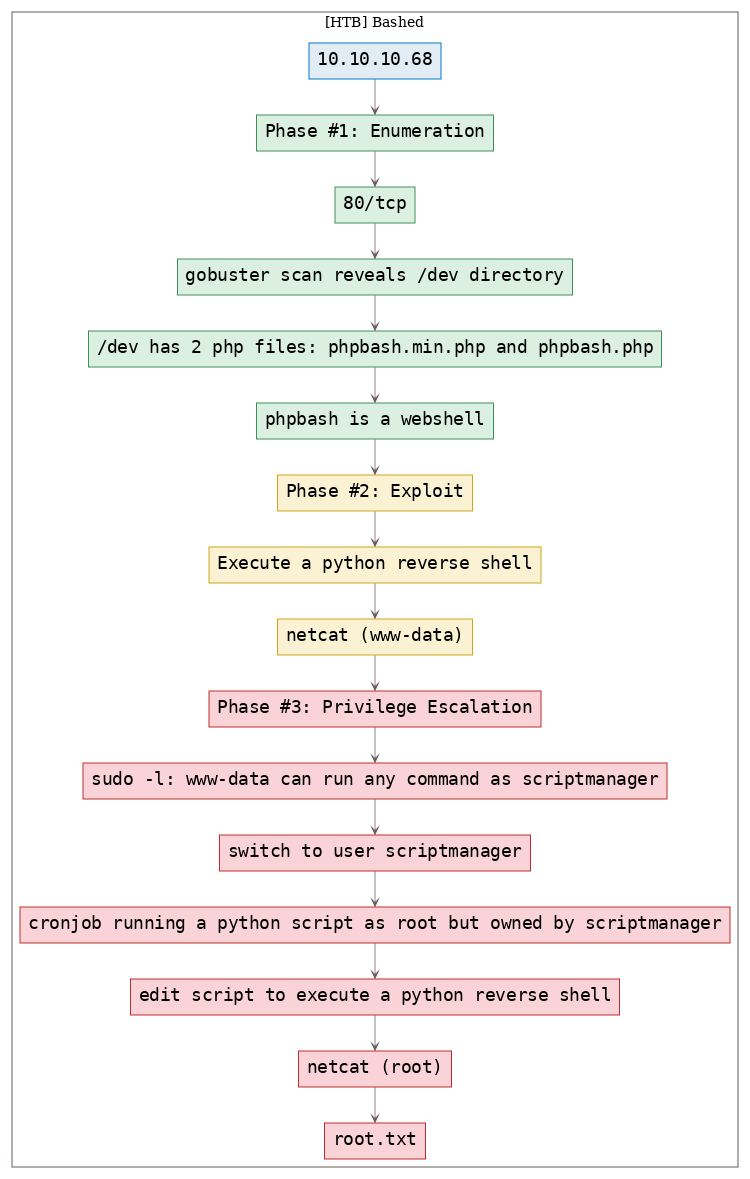 [HTB] Bashed
10.10.10.68
Phase #1: Enumeration
80/tcp
gobuster scan reveals /dev directory
/dev has 2 php files: phpbash.min.php and phpbash.php
phpbash is a webshell
Phase #2: Exploit
Execute a python reverse shell
netcat (www-data)
Phase #3: Privilege Escalation
sudo -l: www-data can run any command as scriptmanager
switch to user scriptmanager
cronjob running a python script as root but owned by scriptmanager
edit script to execute a python reverse shell
netcat (root)
root.txt